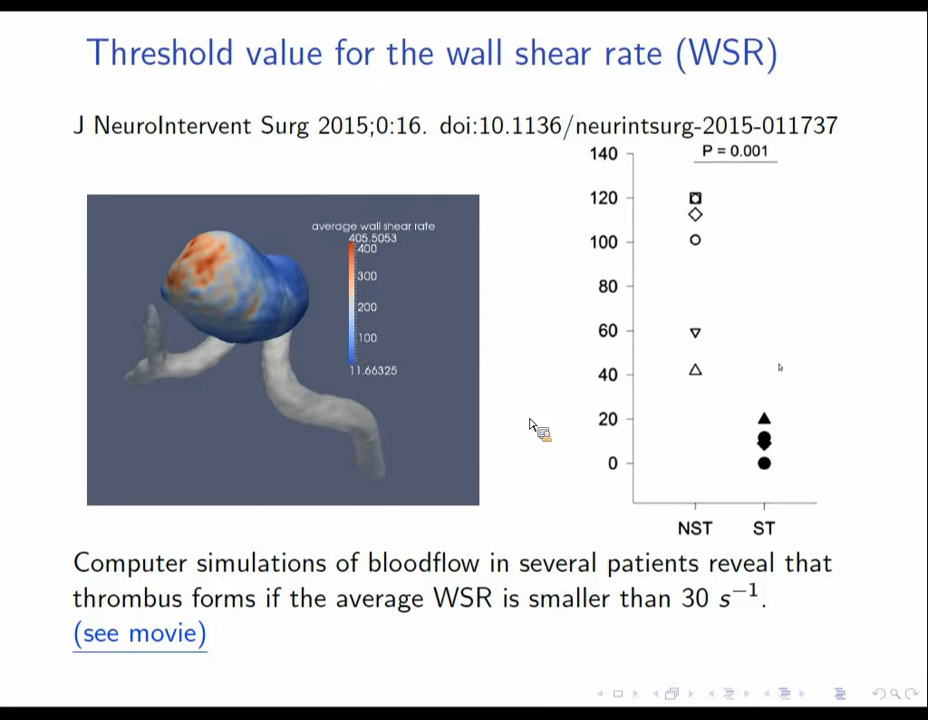 Threshold value for the wall shear rate (WSR)
J NeuroIntervent Surg 2015;0:16. doi:10.1136/neurintsurg-2015-011737
average wall shear rate
405.5053
400
300
200
100
11.66325
P = 0.001
140
120
100
80
60
40
20
0
NST ST
Computer simulations of bloodflow in several patients reveal that
thrombus forms if the average WSR is smaller than 30 s⁻¹.
(see movie)